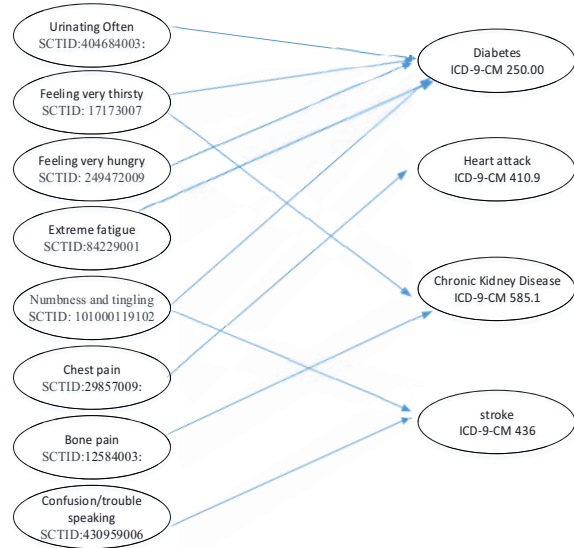 Urinating Often
SCTID:404684003:
Feeling very thirsty
SCTID: 17173007
Feeling very hungry
SCTID: 249472009
Extreme fatigue
SCTID:84229001
Numbness and tingling
SCTID: 101000119102
Chest pain
SCTID:29857009:
Bone pain
SCTID:12584003:
Confusion/trouble
speaking
SCTID:430959006
Diabetes
ICD-9-CM 250.00
Heart attack
ICD-9-CM 410.9
Chronic Kidney Disease
ICD-9-CM 585.1
stroke
ICD-9-CM 436